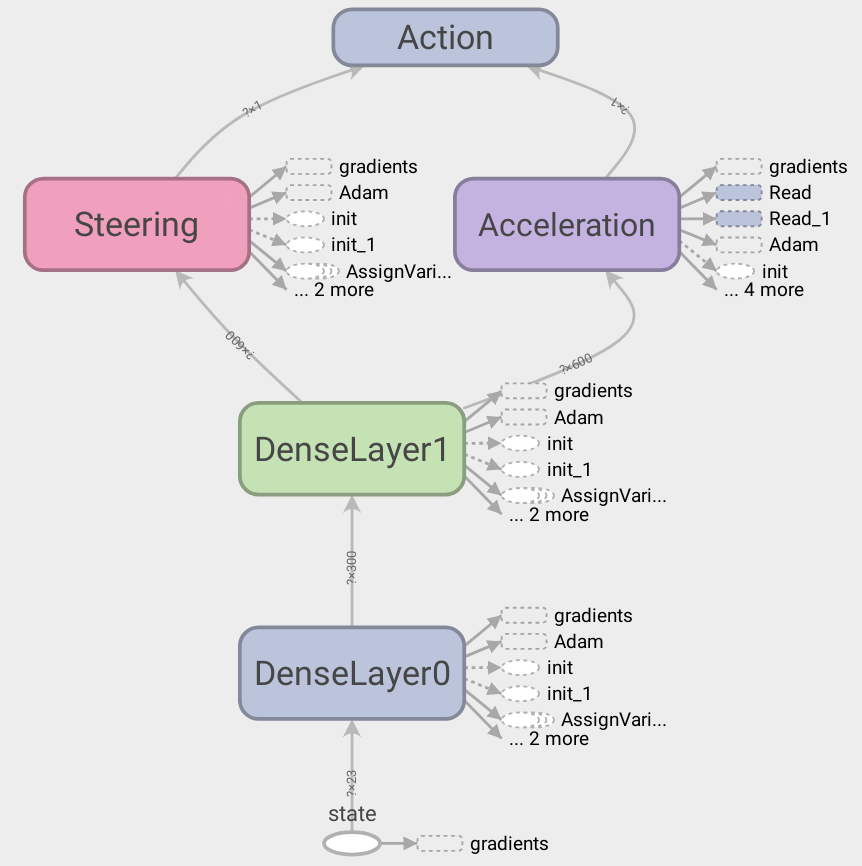 Action
?×1
?×1
Steering
gradients
Adam
init
init_1
AssignVari...
... 2 more
Acceleration
gradients
Read
Read_1
Adam
init
... 4 more
?×600
?×600
DenseLayer1
gradients
Adam
init
init_1
AssignVari...
... 2 more
?×300
DenseLayer0
gradients
Adam
init
init_1
AssignVari...
... 2 more
?×23
state
gradients